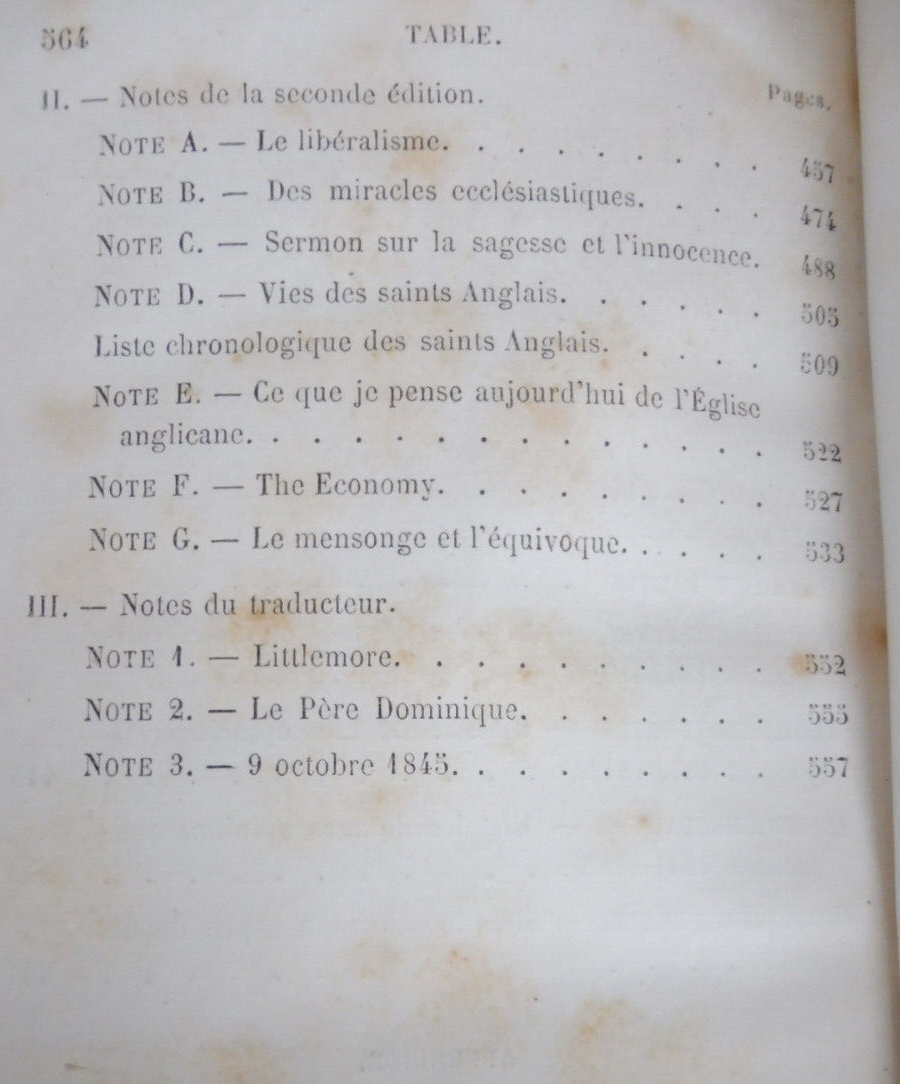 564 TABLE.
II. — Notes de la seconde édition. Pages.
NOTE A. — Le libéralisme. . . . . . . . . 457
NOTE B. — Des miracles ecclésiastiques. . . . 474
NOTE C. — Sermon sur la sagesse et l'innocence. 488
NOTE D. — Vies des saints Anglais. . . . . . 505
Liste chronologique des saints Anglais. . . . . 509
NOTE E. — Ce que je pense aujourd'hui de l'Église
anglicane. . . . . . . . . . . . . . 522
NOTE F. — The Economy. . . . . . . . . 527
NOTE G. — Le mensonge et l'équivoque. . . . . 533
III. — Notes du traducteur.
NOTE 1. — Littlemore. . . . . . . . . . 552
NOTE 2. — Le Père Dominique. . . . . . . 555
NOTE 3. — 9 octobre 1845. . . . . . . . . 557